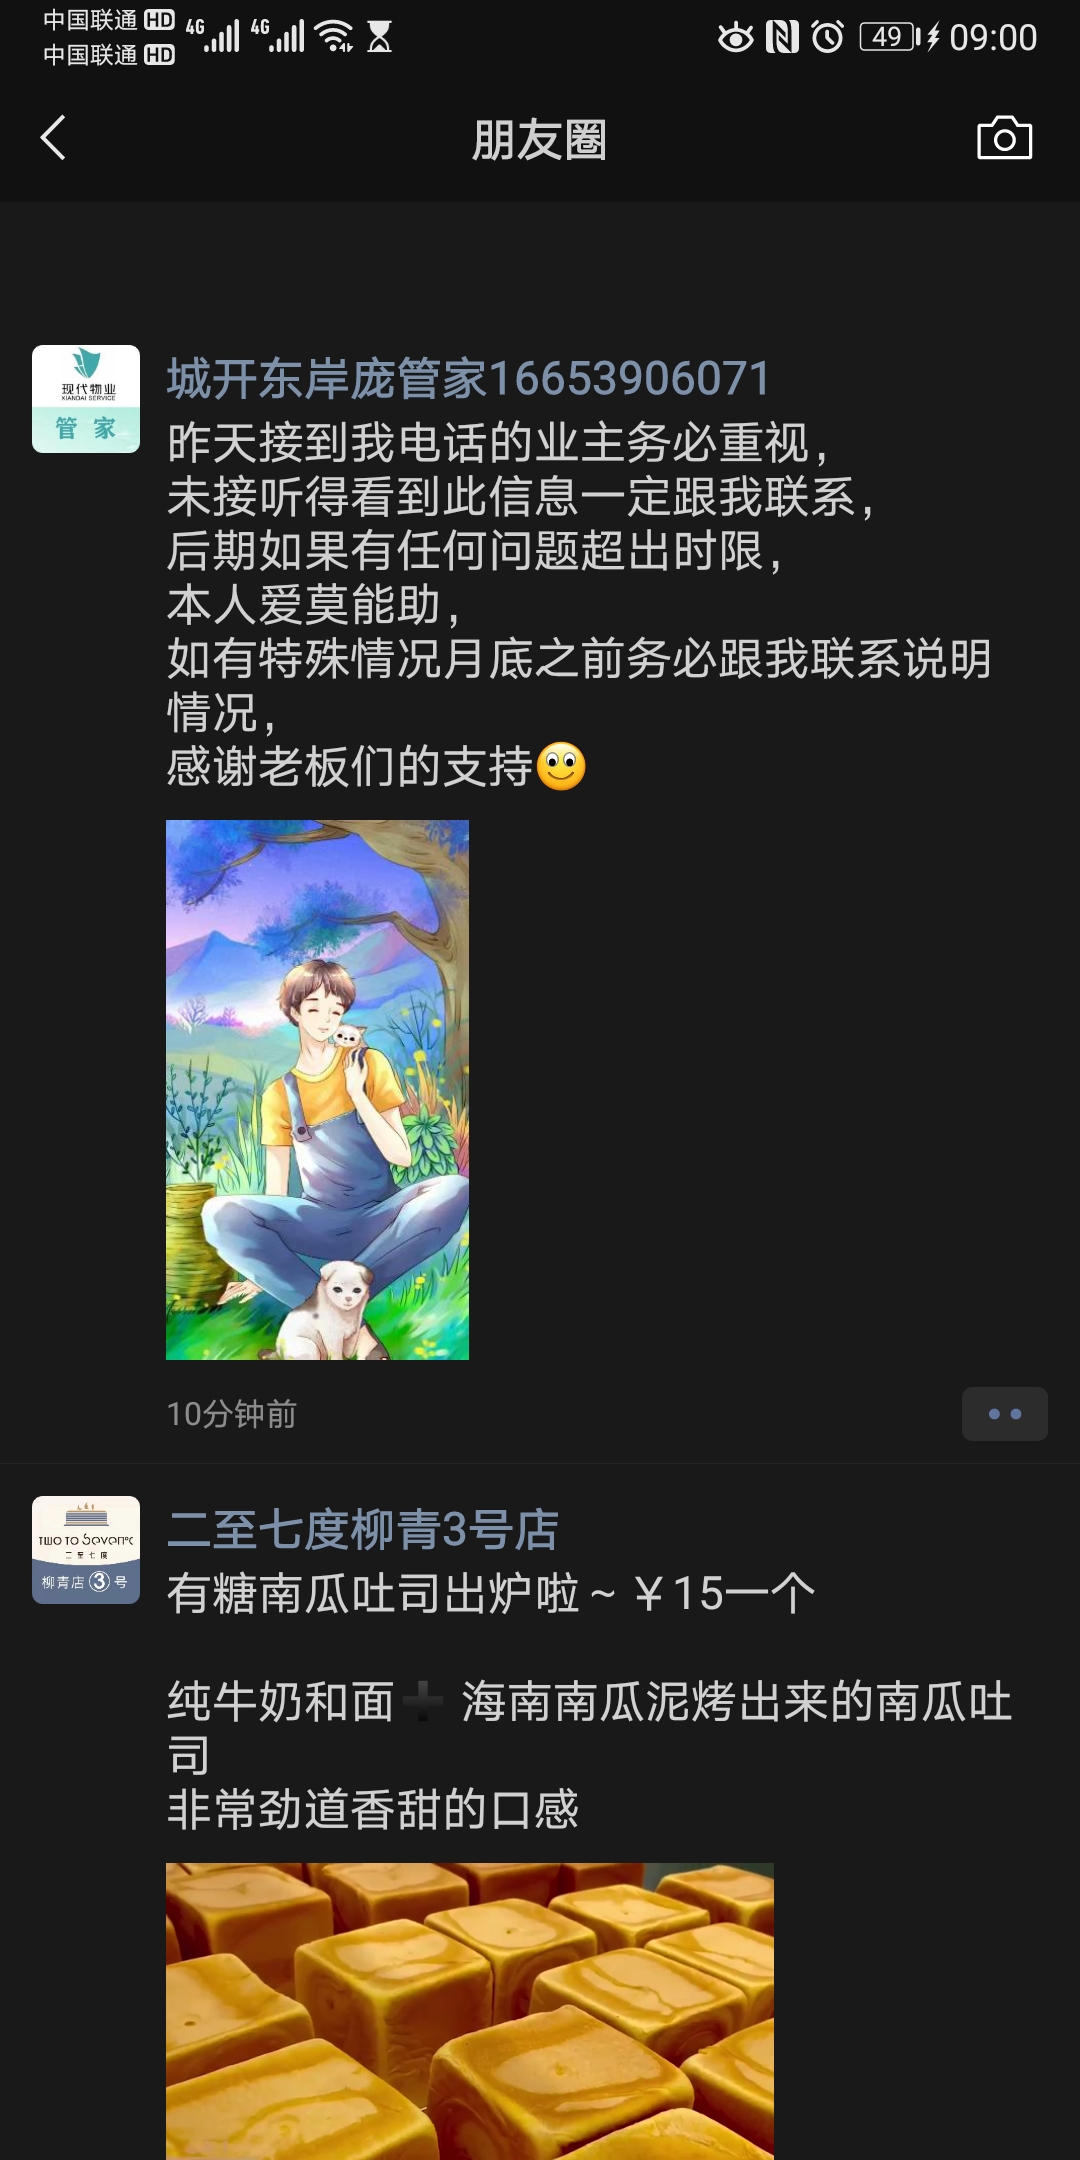 中国联通 HD 4G 4G 49 09:00
中国联通 HD
朋友圈
现代物业
XIANDAI SERVICE
管家
城开东岸庞管家16653906071
昨天接到我电话的业主务必重视，
未接听得看到此信息一定跟我联系，
后期如果有任何问题超出时限，
本人爱莫能助，
如有特殊情况月底之前务必跟我联系说明
情况，
感谢老板们的支持
10分钟前
TWO TO Seven℃
二至七度
柳青店③号
二至七度柳青3号店
有糖南瓜吐司出炉啦～￥15一个
纯牛奶和面➕ 海南南瓜泥烤出来的南瓜吐
司
非常劲道香甜的口感